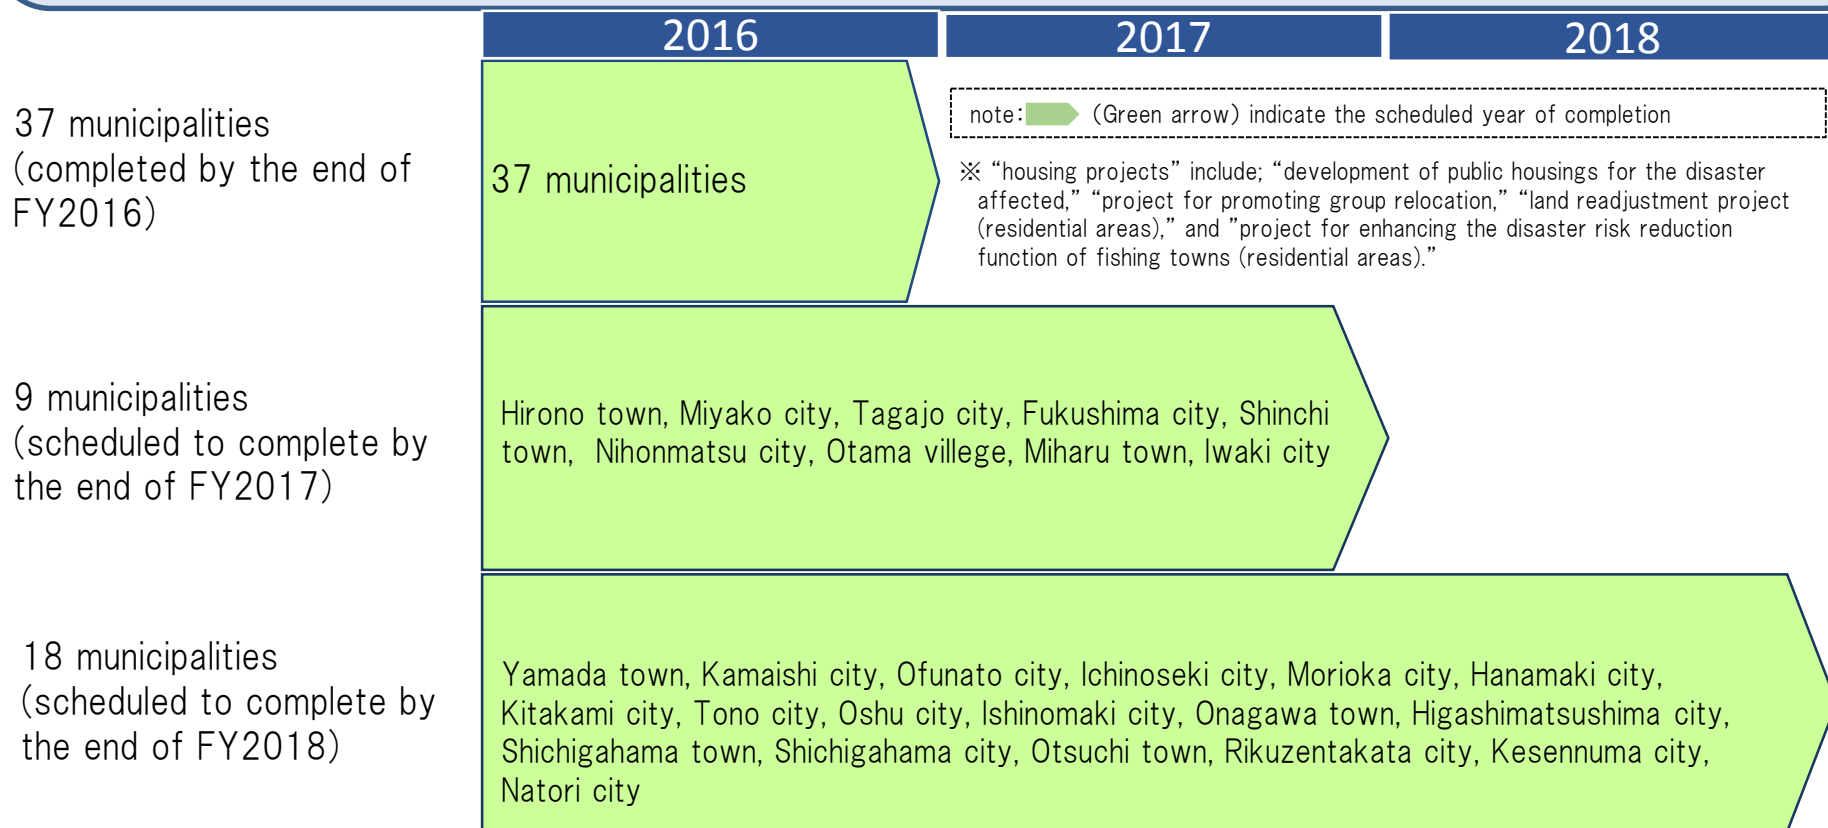 2016
2017
2018
37 municipalities
(completed by the end of
FY2016)
37 municipalities
note: (Green arrow) indicate the scheduled year of completion
※ “housing projects” include; “development of public housings for the disaster
affected,” “project for promoting group relocation,” “land readjustment project
(residential areas),” and ”project for enhancing the disaster risk reduction
function of fishing towns (residential areas).”
9 municipalities
(scheduled to complete by
the end of FY2017)
Hirono town, Miyako city, Tagajo city, Fukushima city, Shinchi
town, Nihonmatsu city, Otama villege, Miharu town, Iwaki city
18 municipalities
(scheduled to complete by
the end of FY2018)
Yamada town, Kamaishi city, Ofunato city, Ichinoseki city, Morioka city, Hanamaki city,
Kitakami city, Tono city, Oshu city, Ishinomaki city, Onagawa town, Higashimatsushima city,
Shichigahama town, Shichigahama city, Otsuchi town, Rikuzentakata city, Kesennuma city,
Natori city